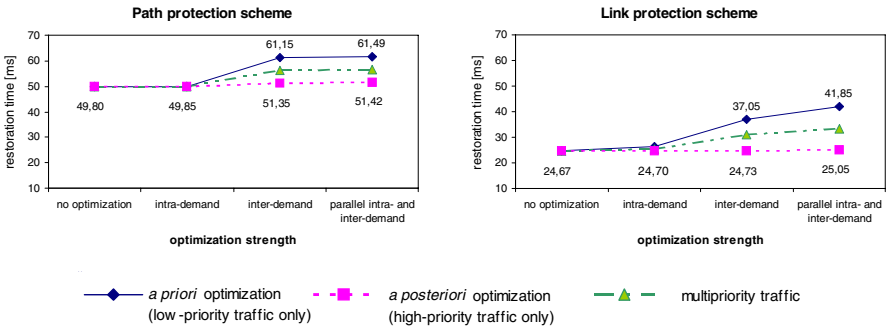 Path protection scheme
restoration time [ms]
70
60
50
40
30
20
10
61,15
61,49
49,80
49,85
51,35
51,42
no optimization
intra-demand
inter-demand
parallel intra- and
inter-demand
optimization strength
Link protection scheme
restoration time [ms]
70
60
50
40
30
20
10
37,05
41,85
24,67
24,70
24,73
25,05
no optimization
intra-demand
inter-demand
parallel intra- and
inter-demand
optimization strength
a priori optimization
(low-priority traffic only)
a posteriori optimization
(high-priority traffic only)
multipriority traffic